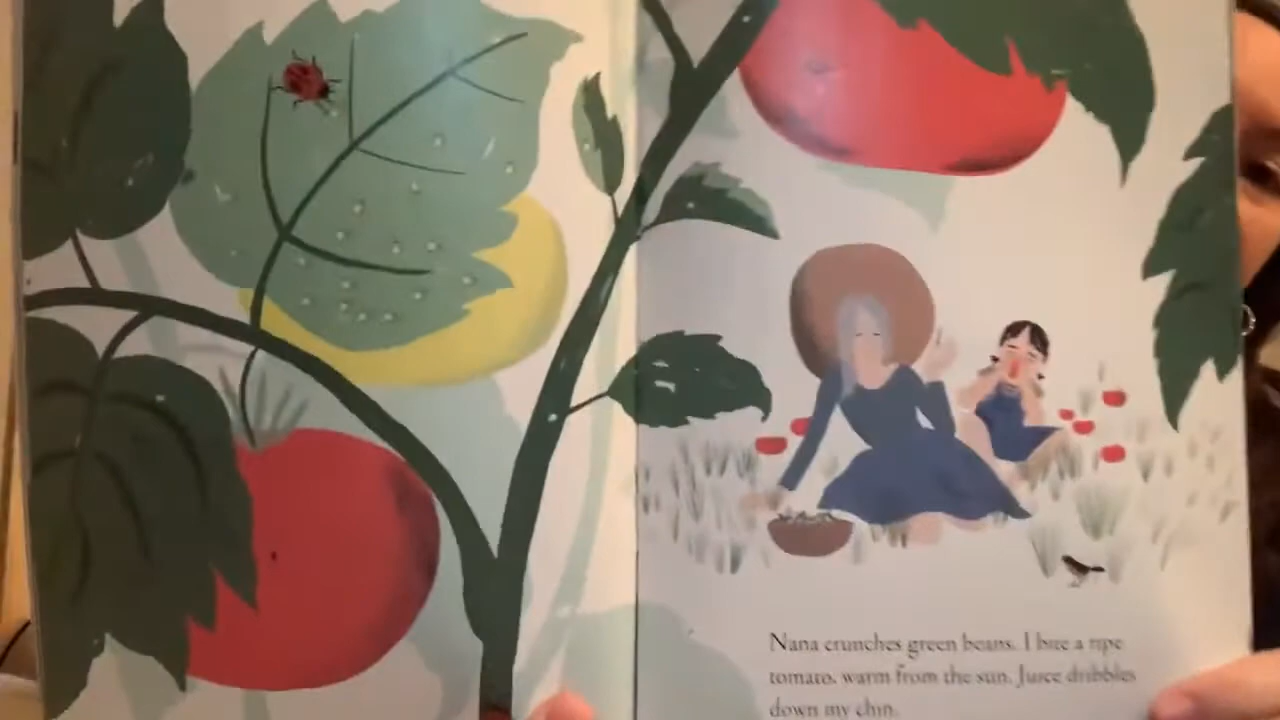 Nana crunches green beans. I bite a ripe
tomato, warm from the sun. Juice dribbles
down my chin.